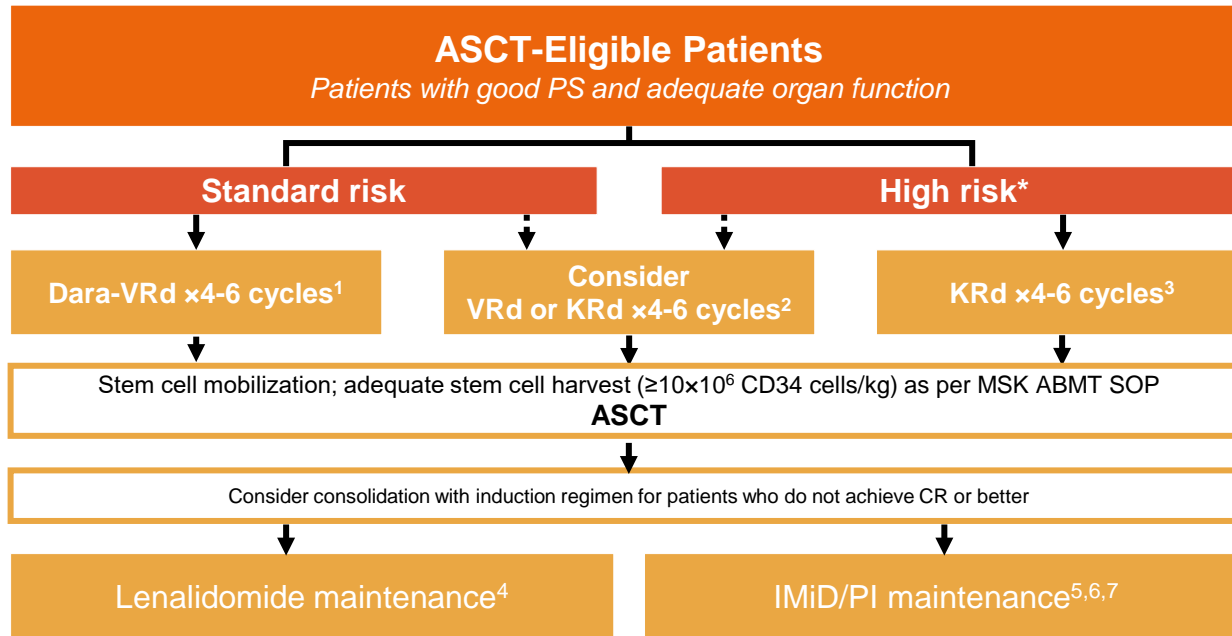 ASCT-Eligible Patients
Patients with good PS and adequate organ function
Standard risk
High risk*
Dara-VRd ×4-6 cycles¹
Consider
VRd or KRd ×4-6 cycles²
KRd ×4-6 cycles³
Stem cell mobilization; adequate stem cell harvest (≥10×10⁶ CD34 cells/kg) as per MSK ABMT SOP
ASCT
Consider consolidation with induction regimen for patients who do not achieve CR or better
Lenalidomide maintenance⁴
IMiD/PI maintenance⁵,⁶,⁷